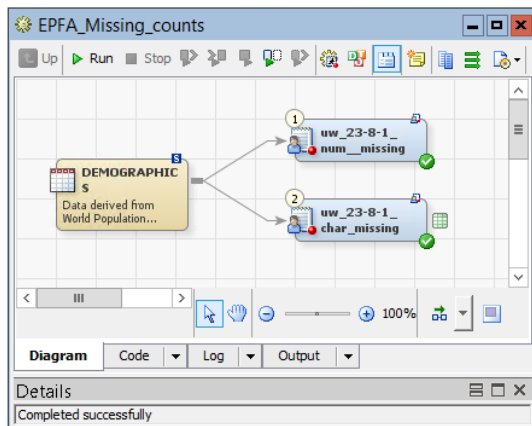 EPFA_Missing_counts
Up Run Stop
1
uw_23-8-1_
num__missing
S
DEMOGRAPHIC
S
Data derived from
World Population...
2
uw_23-8-1_
char_missing
100%
Diagram Code Log Output
Details
Completed successfully